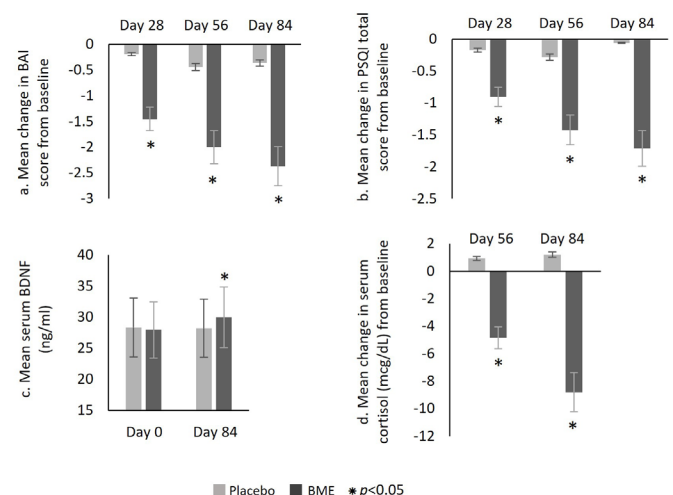 Day 28 Day 56 Day 84
0
-0.5
-1
-1.5
-2
-2.5
-3
a. Mean change in BAI
score from baseline
*
*
*
Day 28 Day 56 Day 84
0
-0.5
-1
-1.5
-2
-2.5
b. Mean change in PSQI total
score from baseline
*
*
*
40
35
30
25
20
15
c. Mean serum BDNF
(ng/ml)
*
Day 0 Day 84
Day 56 Day 84
2
0
-2
-4
-6
-8
-10
-12
d. Mean change in serum
cortisol (mcg/dL) from baseline
*
*
Placebo BME * p<0.05